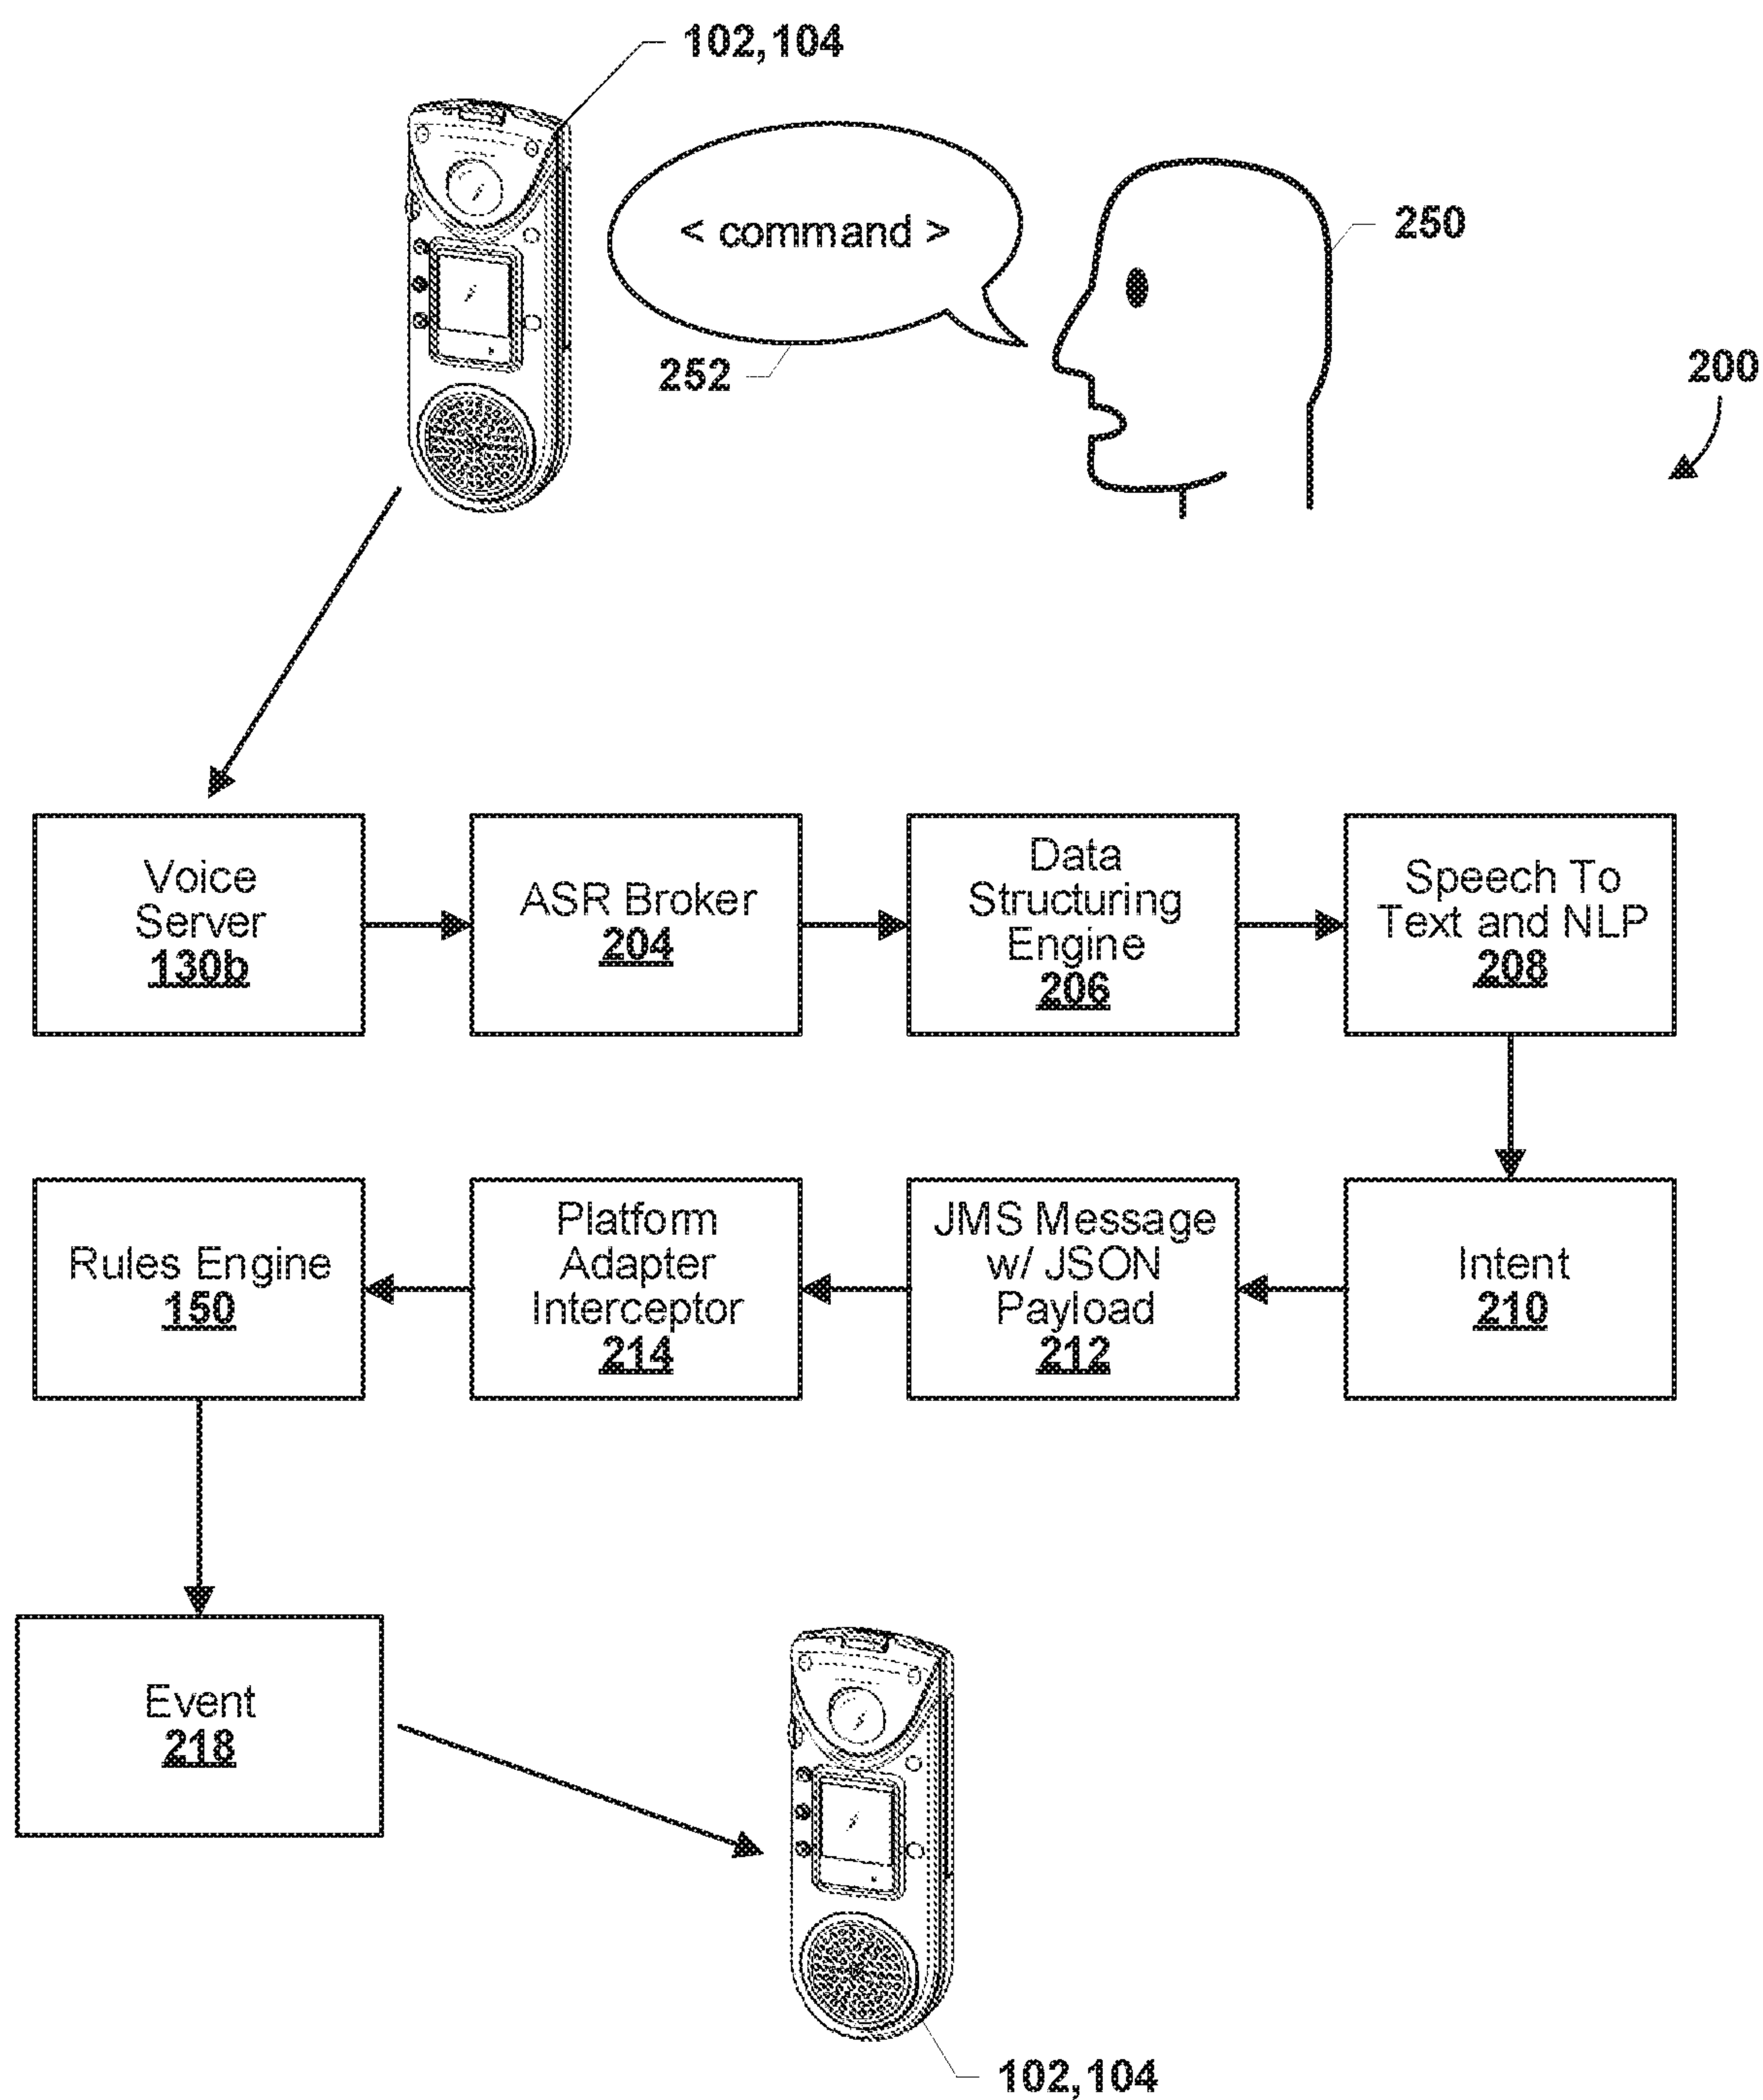 102,104
< command >
250
252
200
Voice
Server
130b
ASR Broker
204
Data
Structuring
Engine
206
Speech To
Text and NLP
208
Rules Engine
150
Platform
Adapter
Interceptor
214
JMS Message
w/ JSON
Payload
212
Intent
210
Event
218
102,104